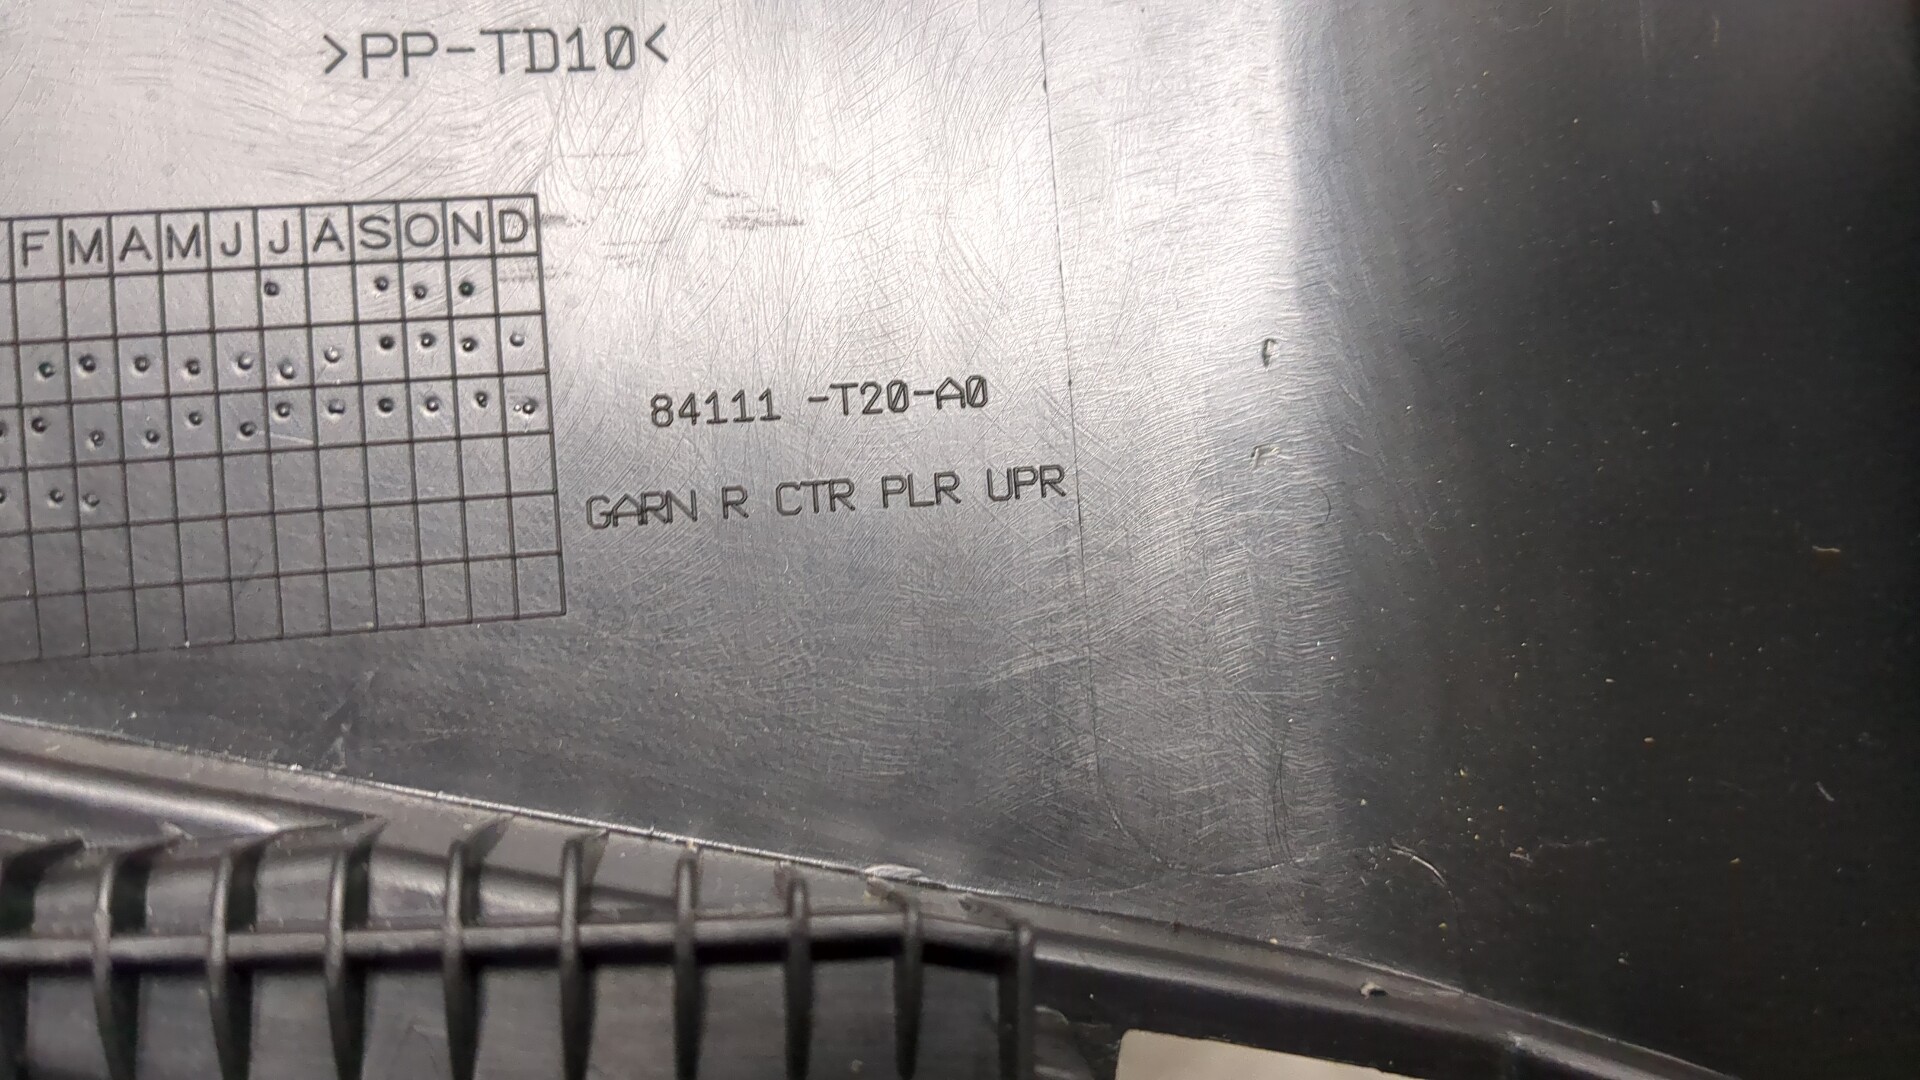 >PP-TD10<
F M A M J J A S O N D
84111 -T20-A0
GARN R CTR PLR UPR